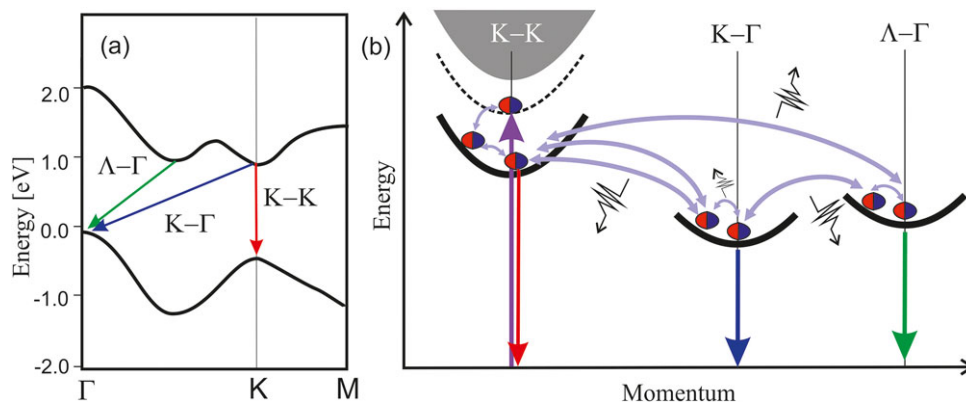 (a)
Energy [eV]
2.0
1.0
0.0
-1.0
-2.0
Λ–Γ
K–Γ
K–K
Γ
K
M
(b)
Energy
K–K
K–Γ
Λ–Γ
Momentum